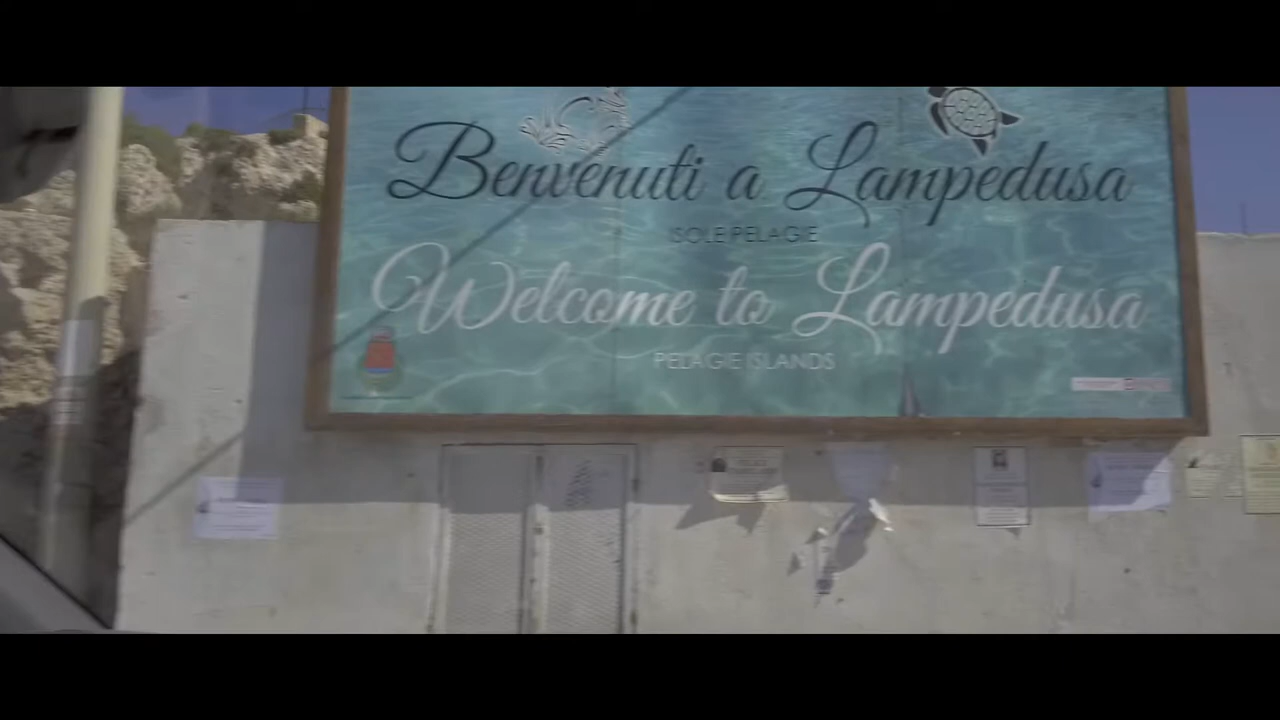 Benvenuti a Lampedusa
ISOLE PELAGIE
Welcome to Lampedusa
PELAGIE ISLANDS